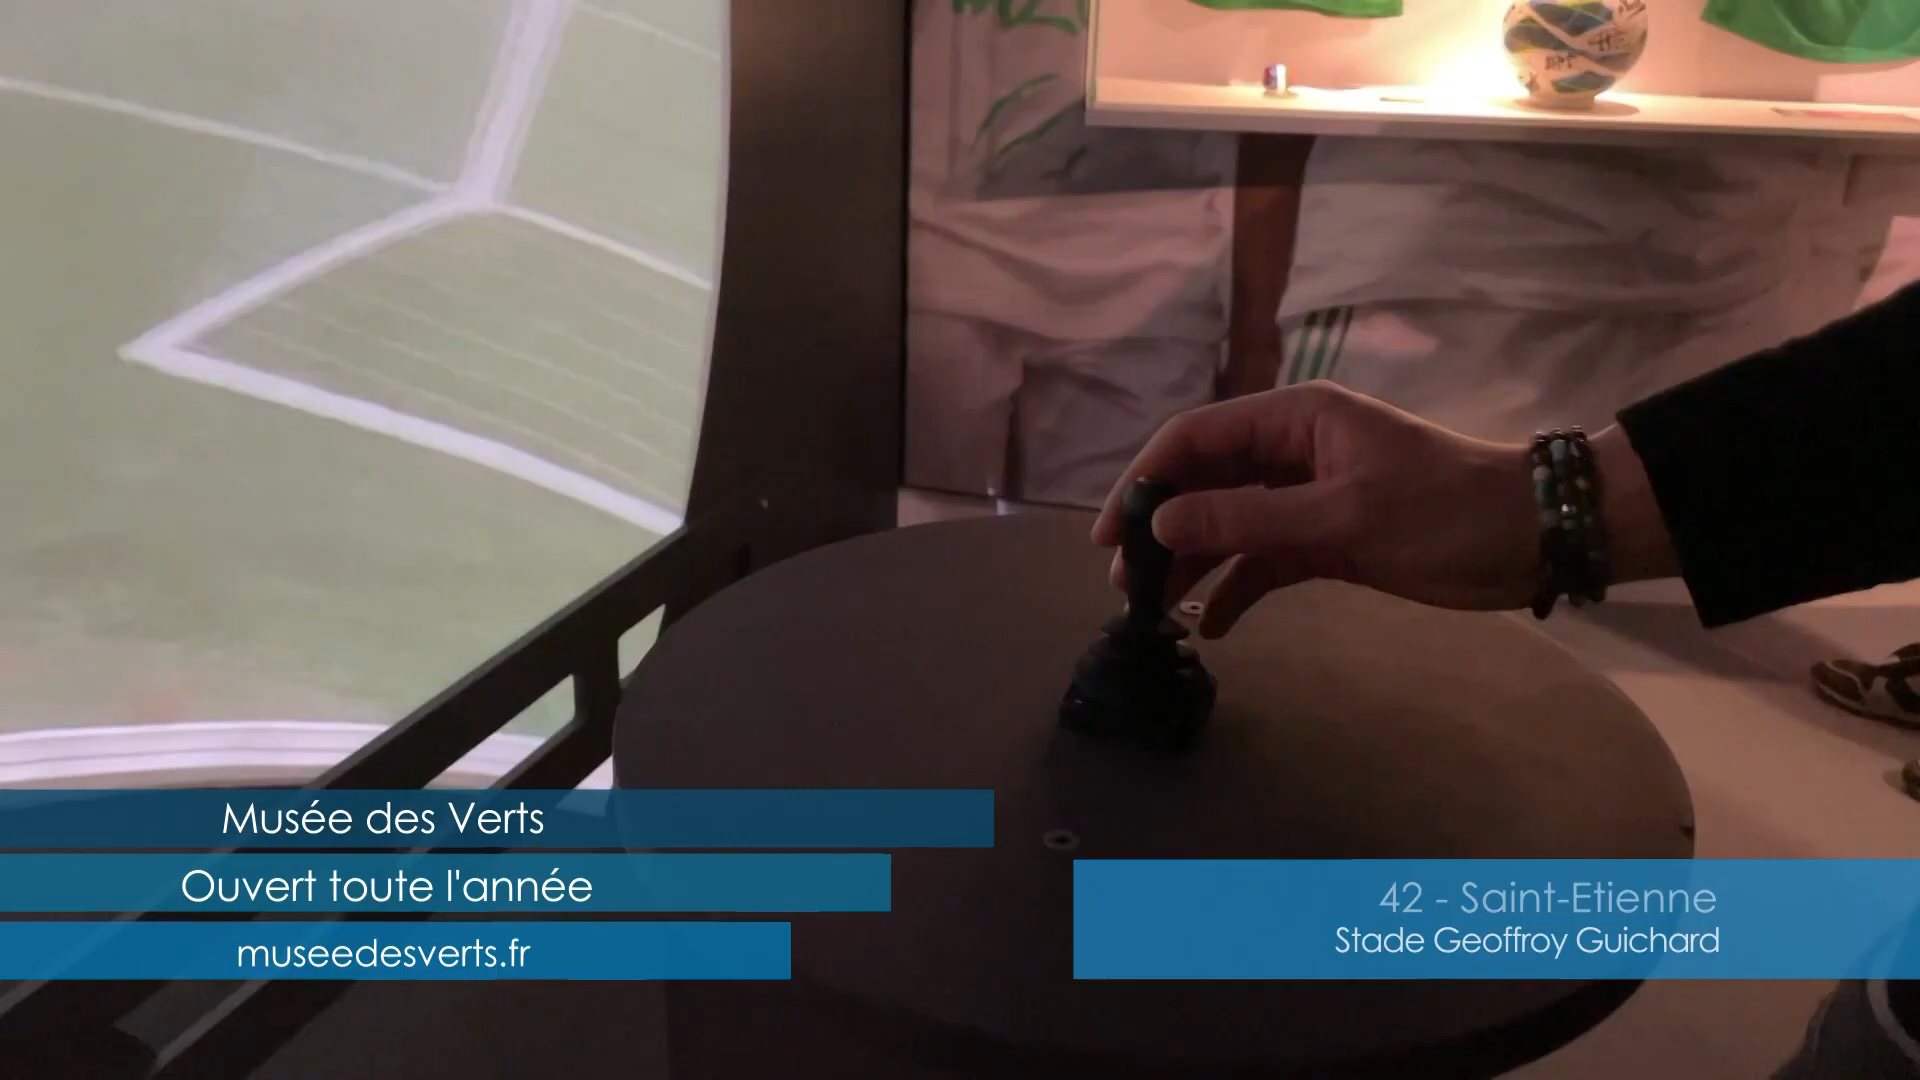 Musée des Verts
Ouvert toute l'année
museedesverts.fr
42 - Saint-Etienne
Stade Geoffroy Guichard